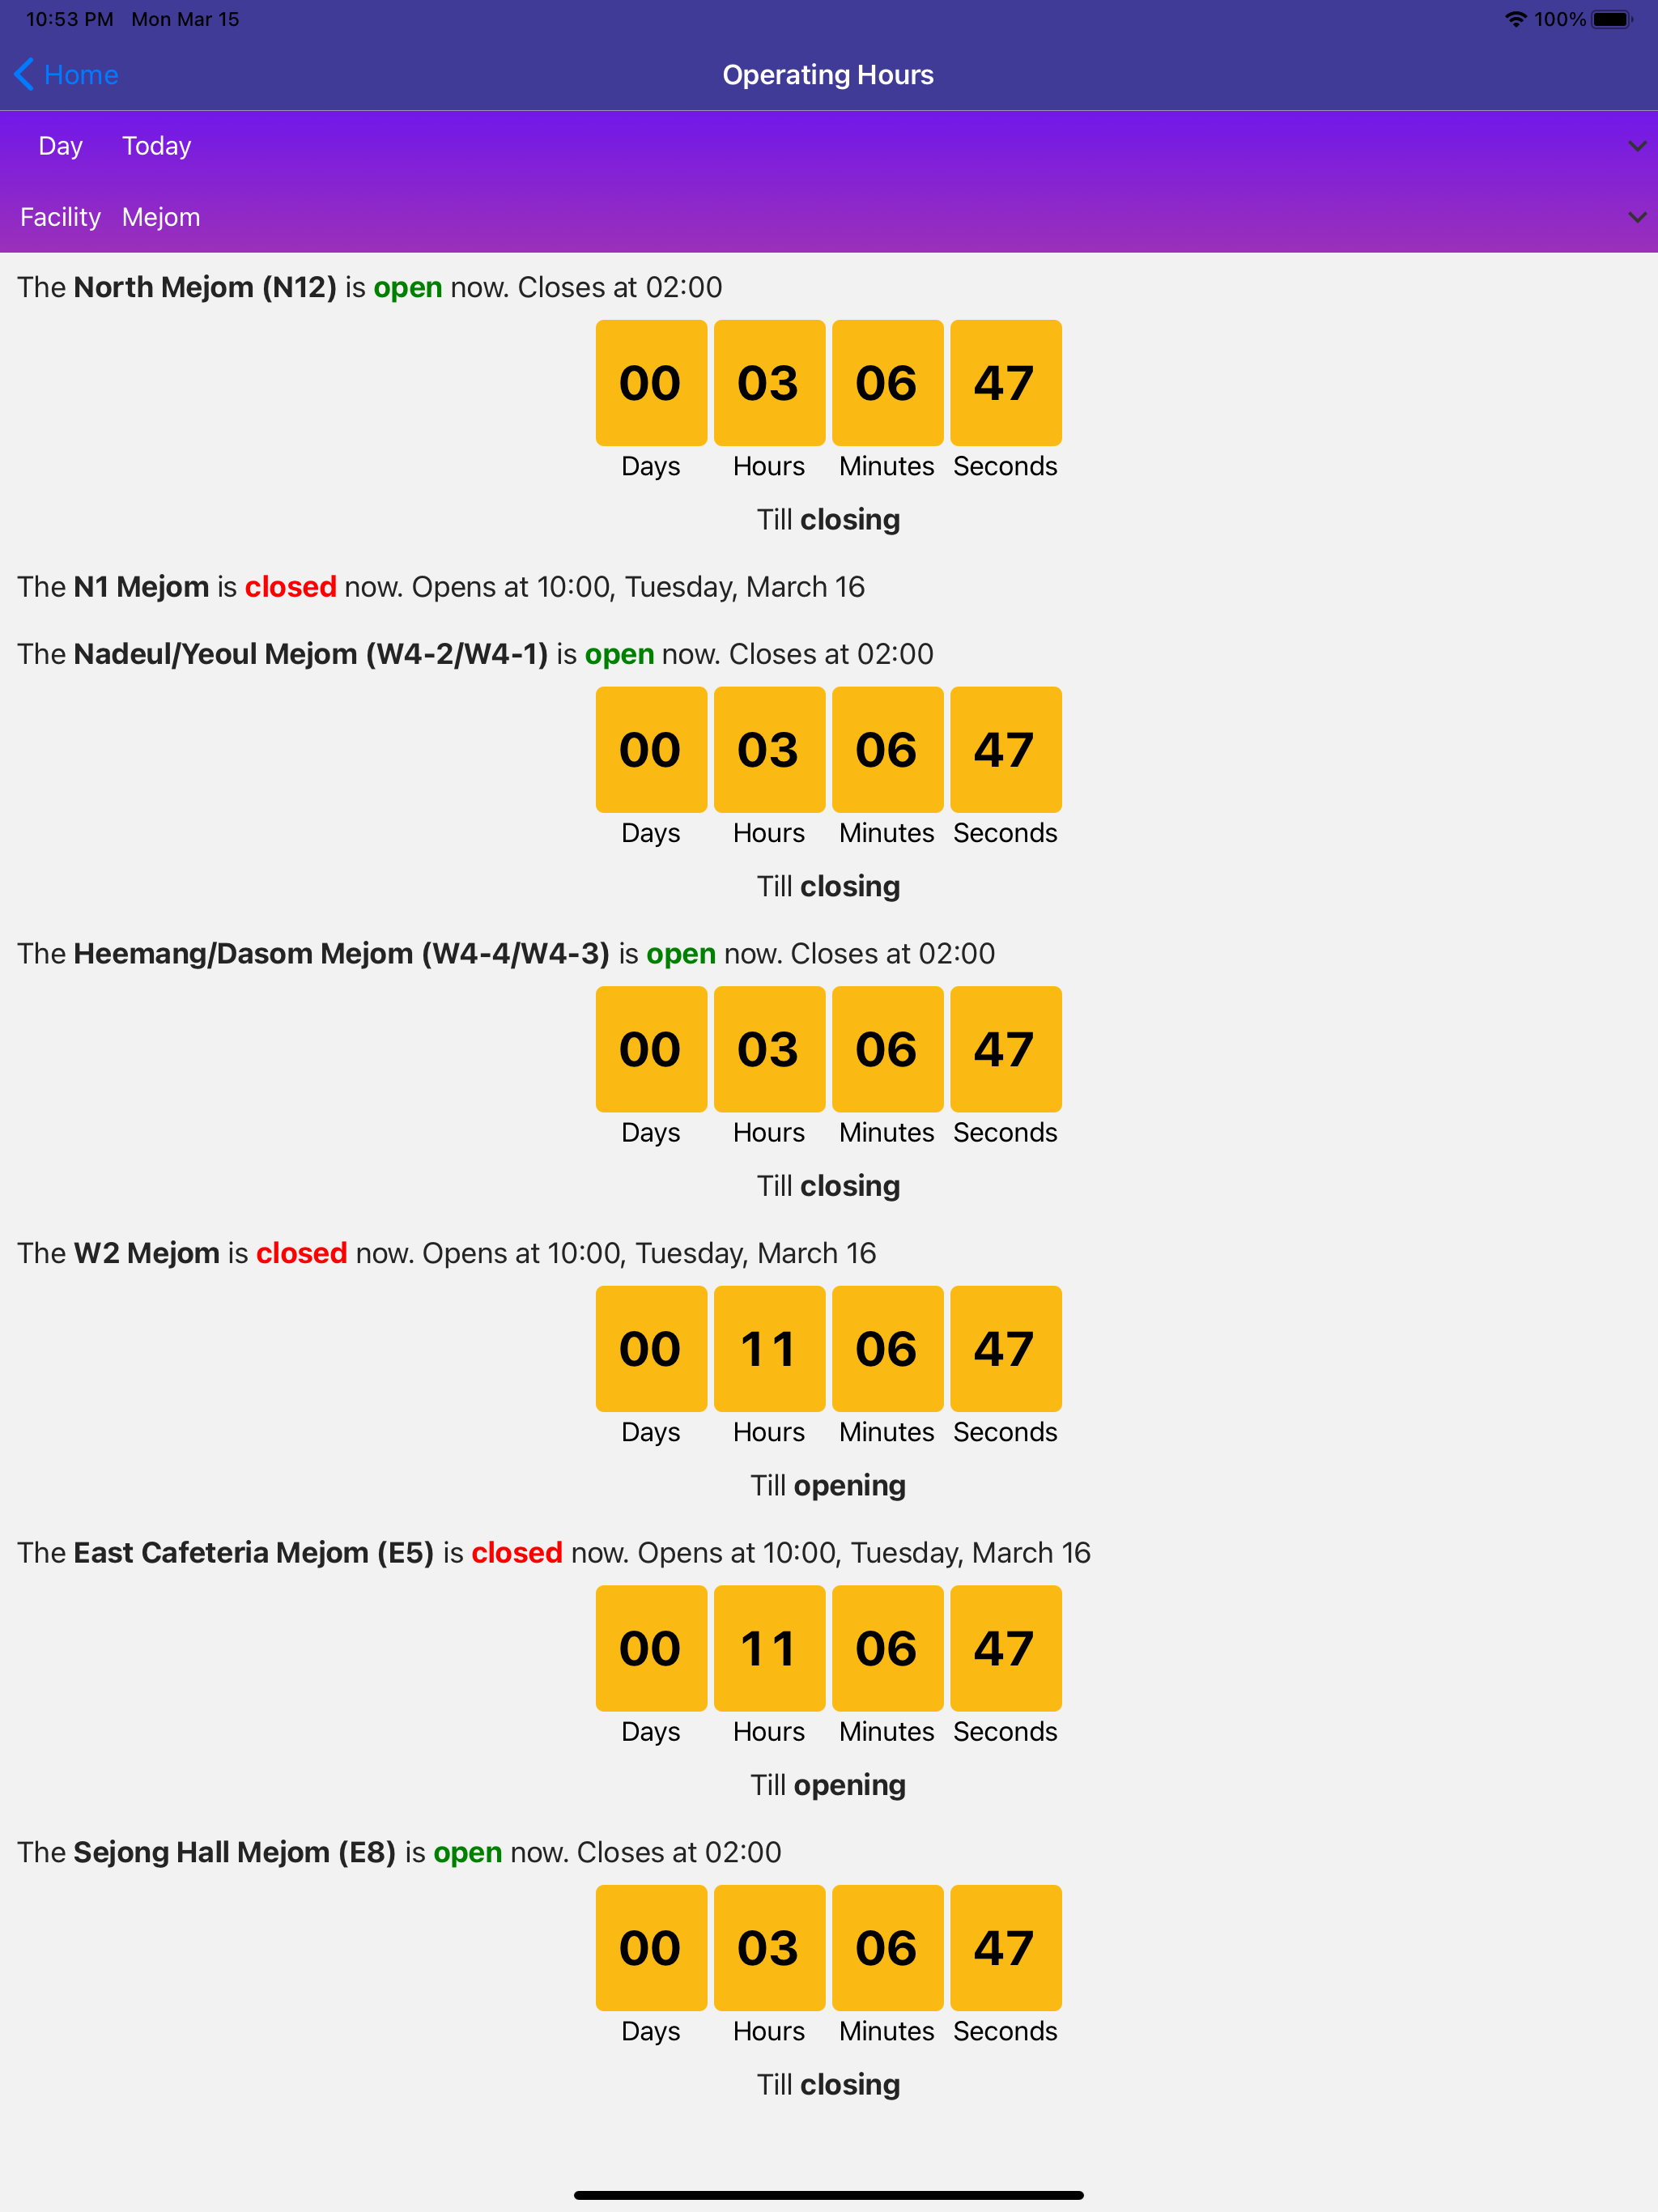 10:53 PM Mon Mar 15 100%
Home Operating Hours
Day Today
Facility Mejom
The North Mejom (N12) is open now. Closes at 02:00
00 03 06 47
Days Hours Minutes Seconds
Till closing
The N1 Mejom is closed now. Opens at 10:00, Tuesday, March 16
The Nadeul/Yeoul Mejom (W4-2/W4-1) is open now. Closes at 02:00
00 03 06 47
Days Hours Minutes Seconds
Till closing
The Heemang/Dasom Mejom (W4-4/W4-3) is open now. Closes at 02:00
00 03 06 47
Days Hours Minutes Seconds
Till closing
The W2 Mejom is closed now. Opens at 10:00, Tuesday, March 16
00 11 06 47
Days Hours Minutes Seconds
Till opening
The East Cafeteria Mejom (E5) is closed now. Opens at 10:00, Tuesday, March 16
00 11 06 47
Days Hours Minutes Seconds
Till opening
The Sejong Hall Mejom (E8) is open now. Closes at 02:00
00 03 06 47
Days Hours Minutes Seconds
Till closing